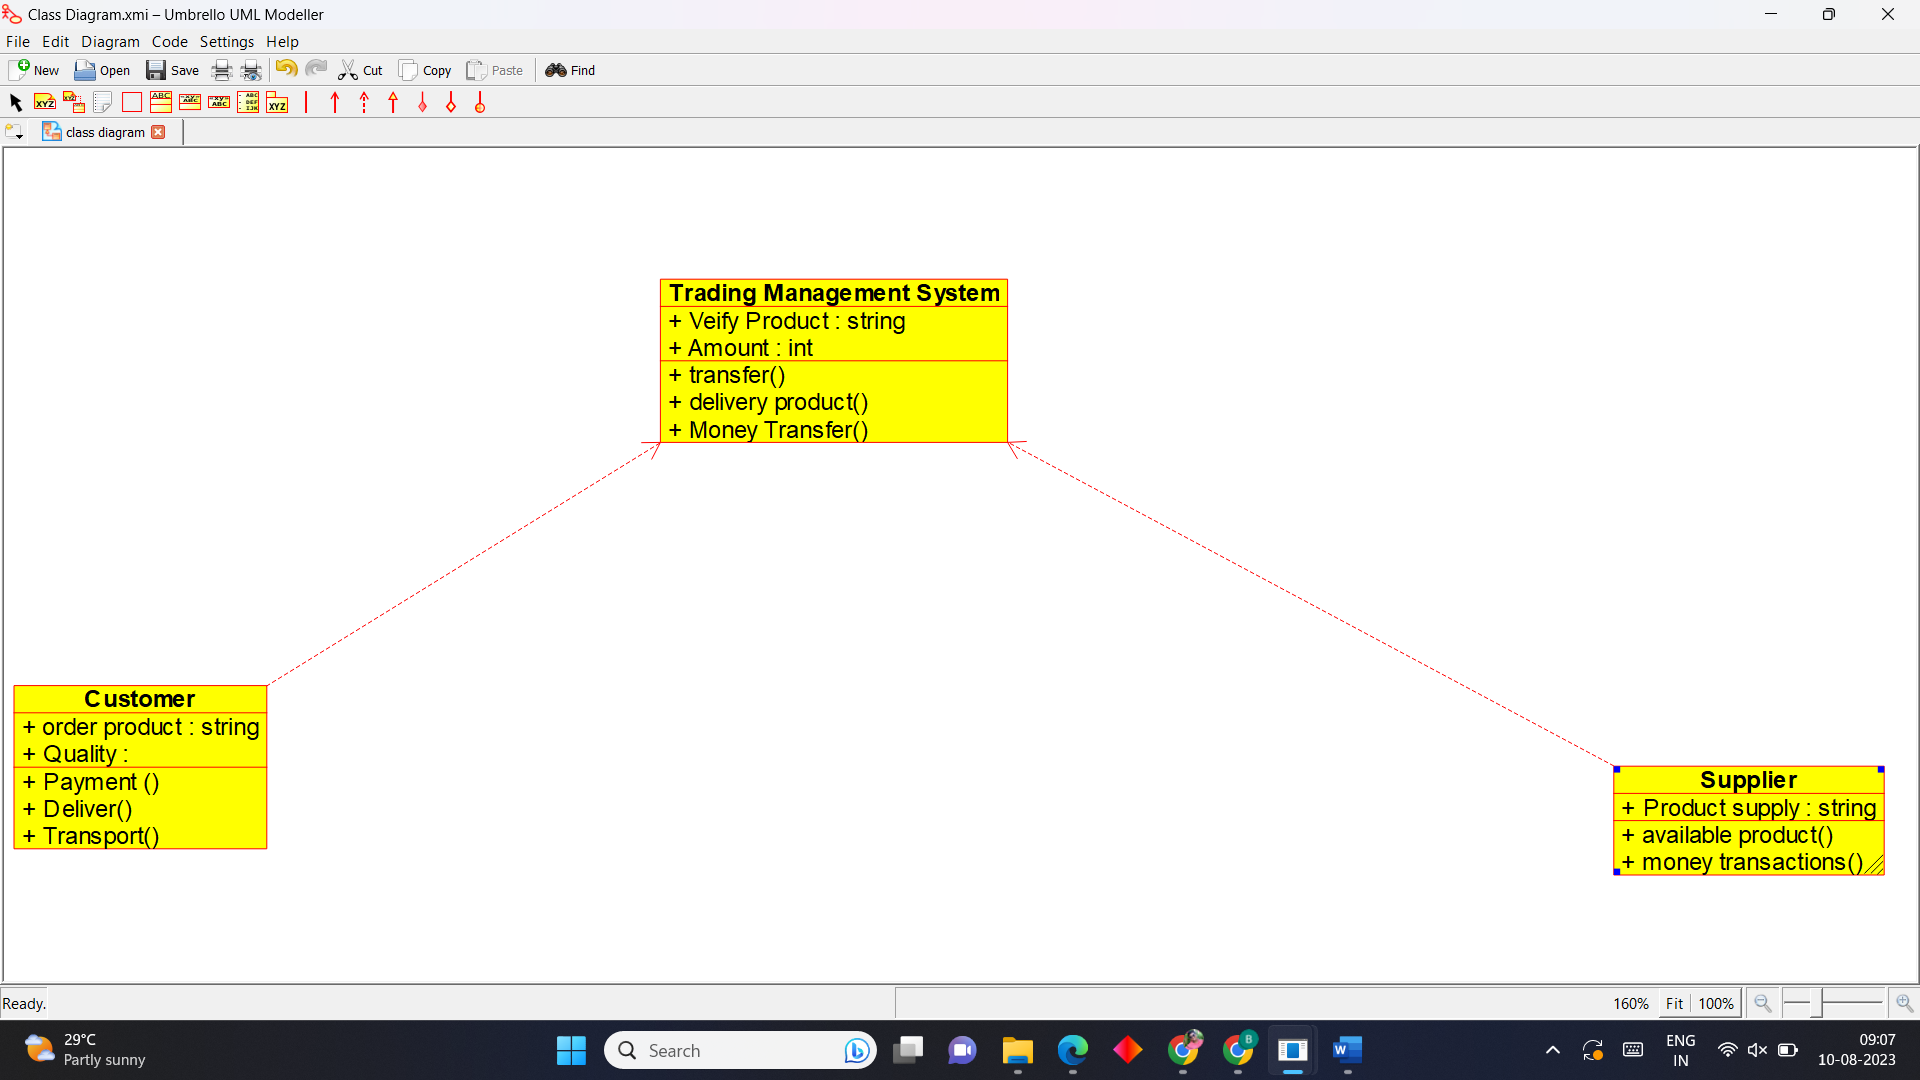 Class Diagram.xmi – Umbrello UML Modeller
File Edit Diagram Code Settings Help
New Open Save Cut Copy Paste Find
class diagram
Trading Management System
+ Veify Product : string
+ Amount : int
+ transfer()
+ delivery product()
+ Money Transfer()
Customer
+ order product : string
+ Quality :
+ Payment ()
+ Deliver()
+ Transport()
Supplier
+ Product supply : string
+ available product()
+ money transactions()
Ready.
160% Fit 100%
29°C
Partly sunny
Search
ENG
IN
09:07
10-08-2023